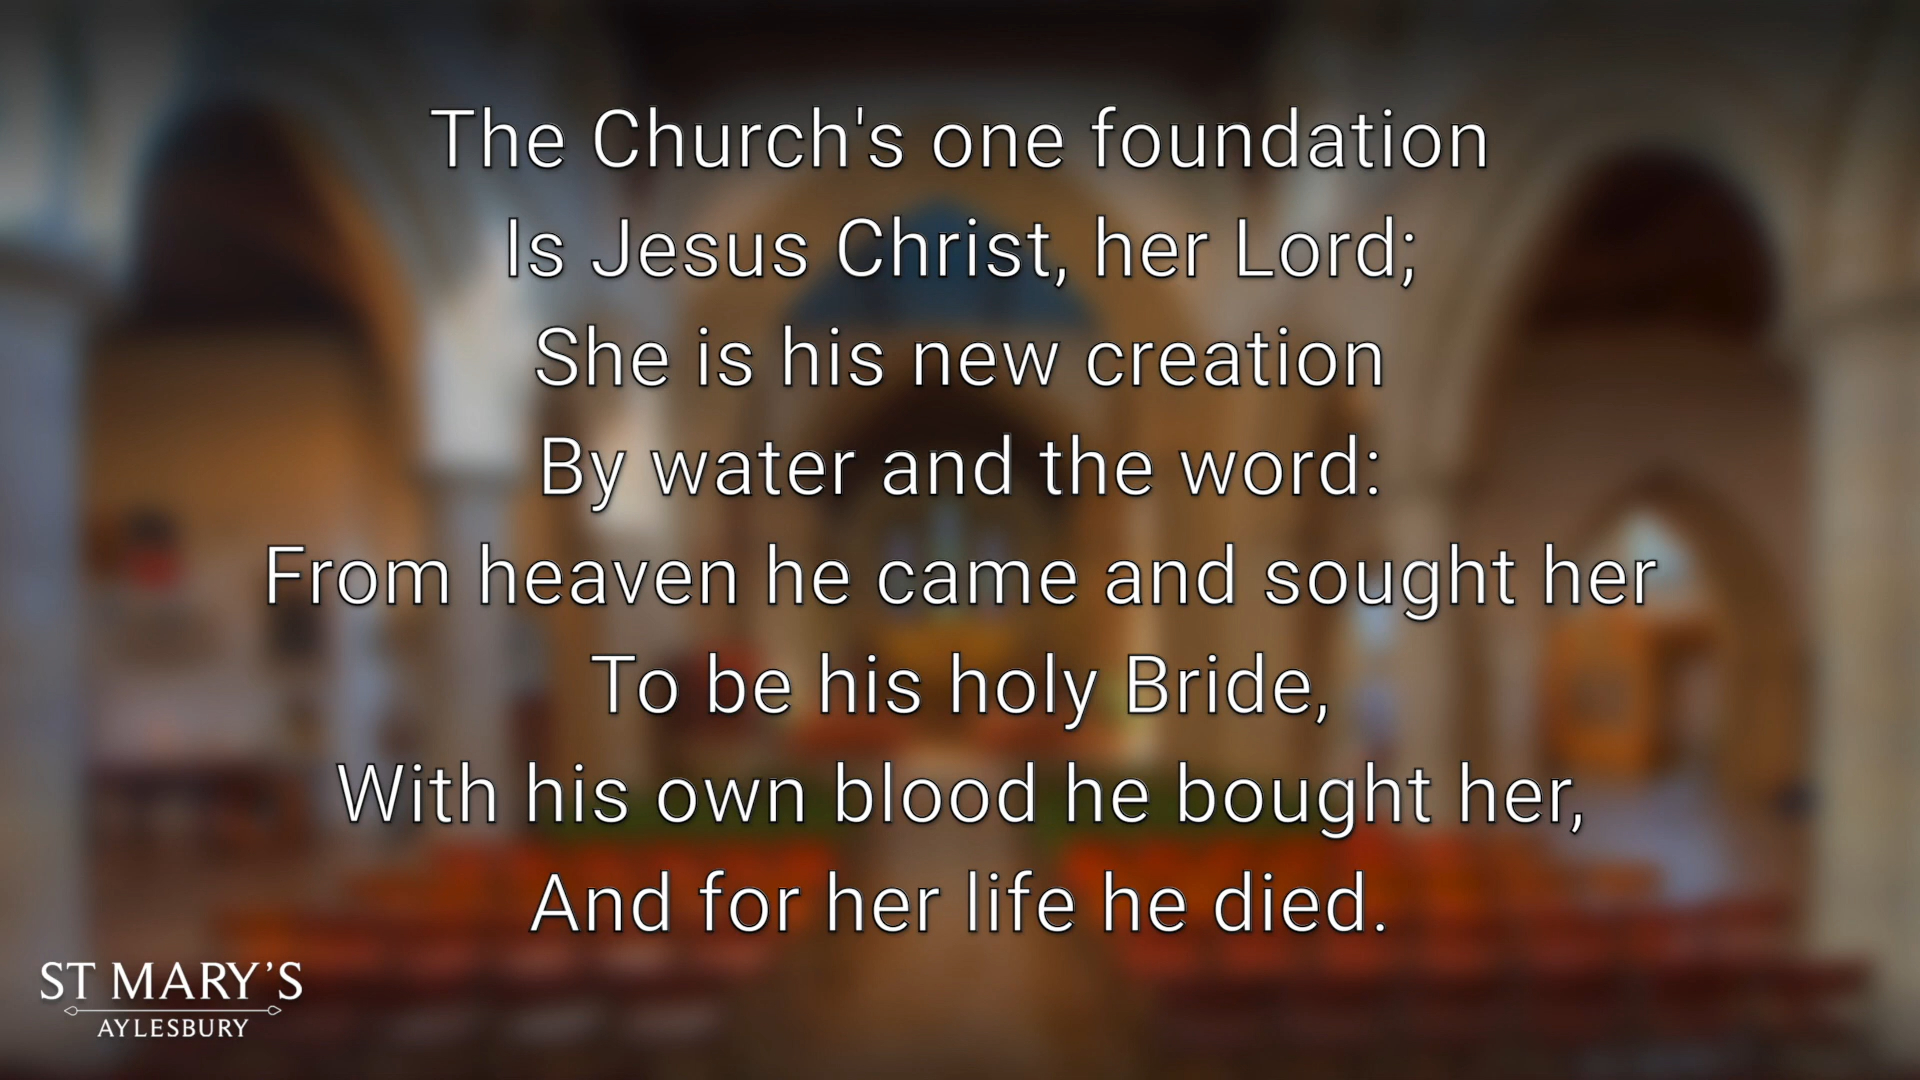 The Church's one foundation
Is Jesus Christ, her Lord;
She is his new creation
By water and the word:
From heaven he came and sought her
To be his holy Bride,
With his own blood he bought her,
And for her life he died.
ST MARY'S
AYLESBURY